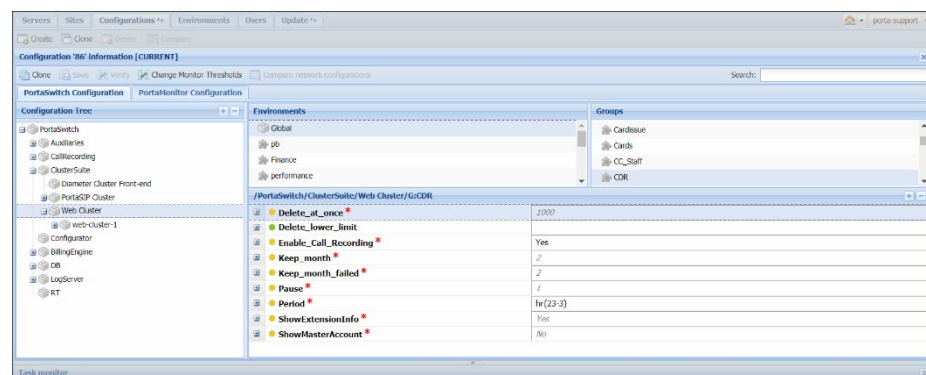 Servers Sites Configurations Environments Users Update porta-support
Create Clone Delete Compare
Configuration '86' information [CURRENT]
Clone Save Verify Change Monitor Thresholds Compare network configurations Search:
PortaSwitch Configuration PortaMonitor Configuration
Configuration Tree
PortaSwitch
Auxiliaries
CallRecording
ClusterSuite
Diameter Cluster Front-end
PortaSIP Cluster
Web Cluster
web-cluster-1
Configurator
BillingEngine
DB
LogServer
RT
Environments
Global
pb
Finance
performance
Groups
Cardissue
Cards
CC_Staff
CDR
/PortaSwitch/ClusterSuite/Web Cluster/G:CDR
Delete_at_once * 1000
Delete_lower_limit
Enable_Call_Recording * Yes
Keep_month * 2
Keep_month_failed * 2
Pause * 1
Period * hr{23-3}
ShowExtensionInfo * Yes
ShowMasterAccount * No
Task monitor